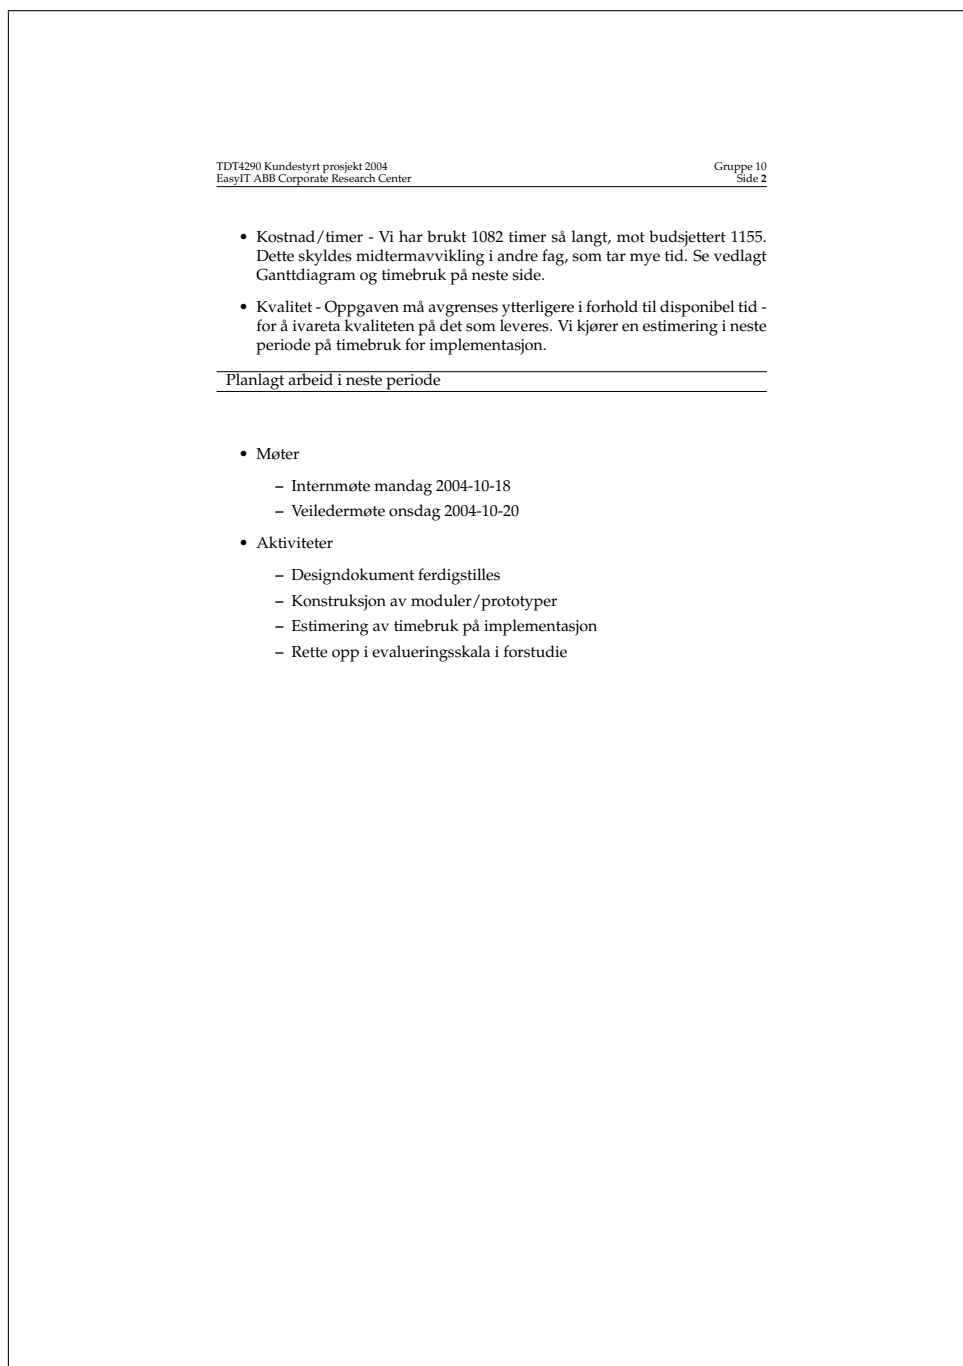 TDT4290 Kundestyrt prosjekt 2004 Gruppe 10
EasyIT ABB Corporate Research Center Side 2
• Kostnad/timer - Vi har brukt 1082 timer så langt, mot budsjettert 1155.
Dette skyldes midtermavvikling i andre fag, som tar mye tid. Se vedlagt
Ganttdiagram og timebruk på neste side.
• Kvalitet - Oppgaven må avgrenses ytterligere i forhold til disponibel tid -
for å ivareta kvaliteten på det som leveres. Vi kjører en estimering i neste
periode på timebruk for implementasjon.
Planlagt arbeid i neste periode
• Møter
– Internmøte mandag 2004-10-18
– Veiledermøte onsdag 2004-10-20
• Aktiviteter
– Designdokument ferdigstilles
– Konstruksjon av moduler/prototyper
– Estimering av timebruk på implementasjon
– Rette opp i evalueringsskala i forstudie